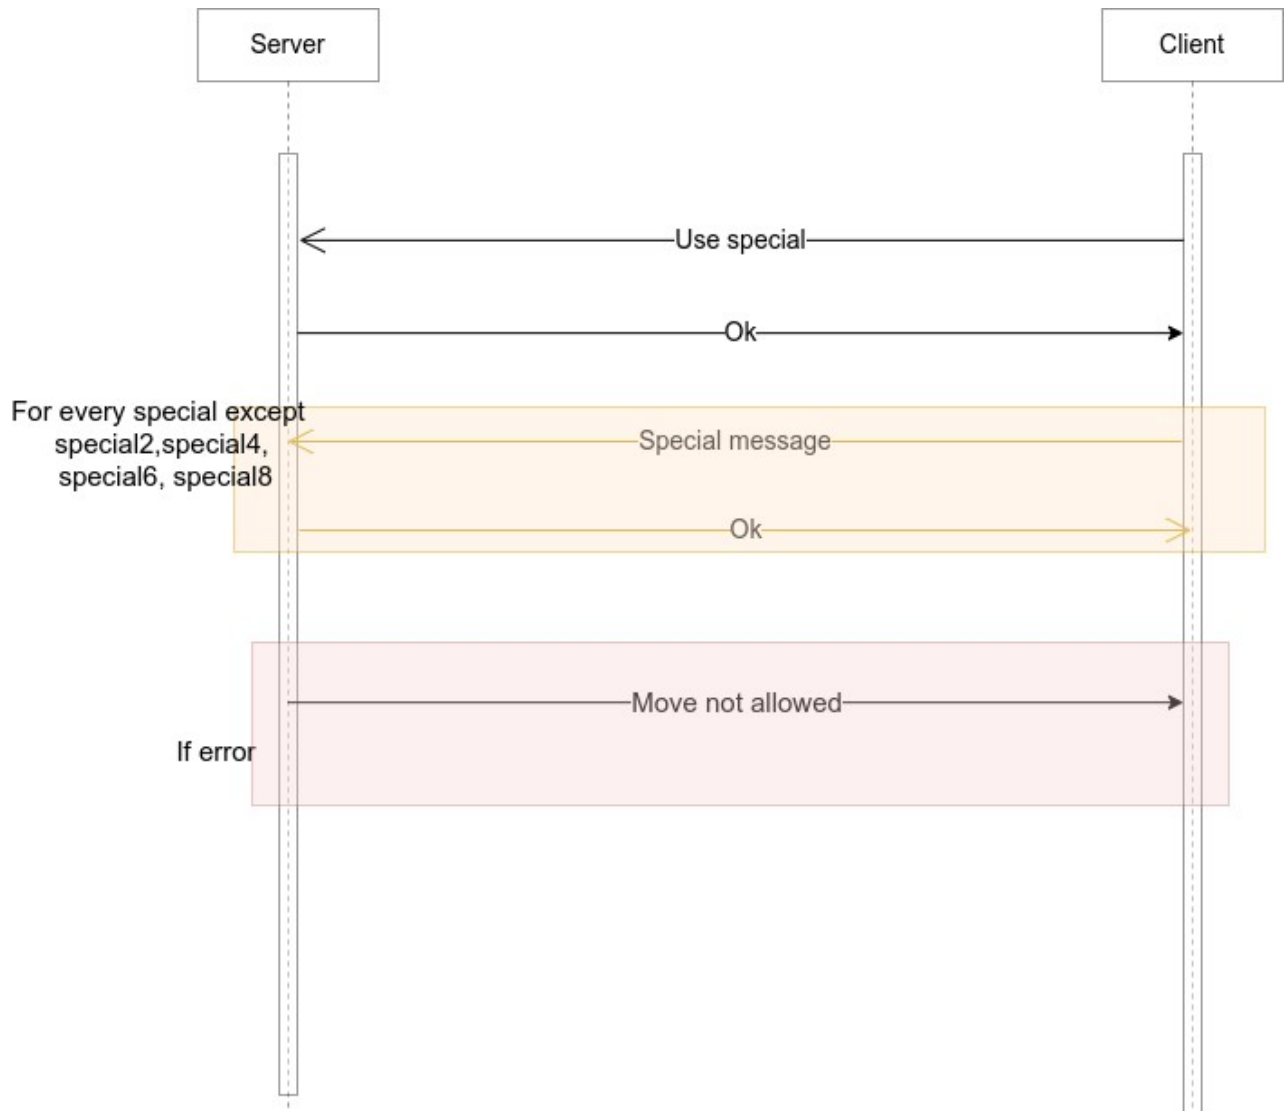 Server
Client
Use special
Ok
For every special except
special2,special4,
special6, special8
Special message
Ok
Move not allowed
If error